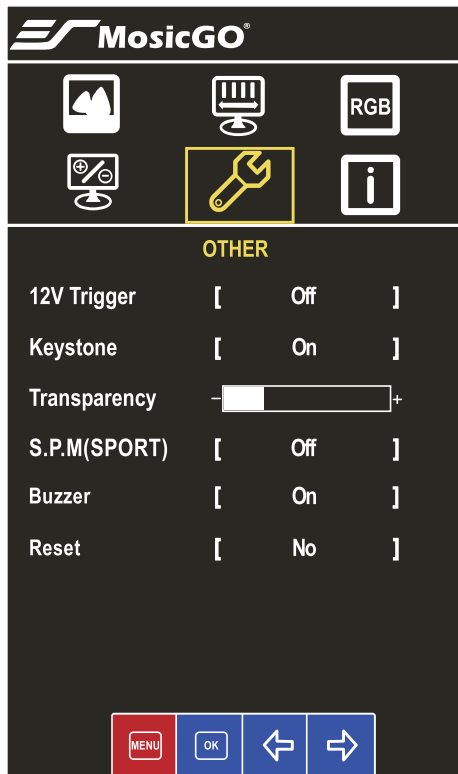 MosicGO®
RGB
i
OTHER
12V Trigger [ Off ]
Keystone [ On ]
Transparency - +
S.P.M(SPORT) [ Off ]
Buzzer [ On ]
Reset [ No ]
MENU OK